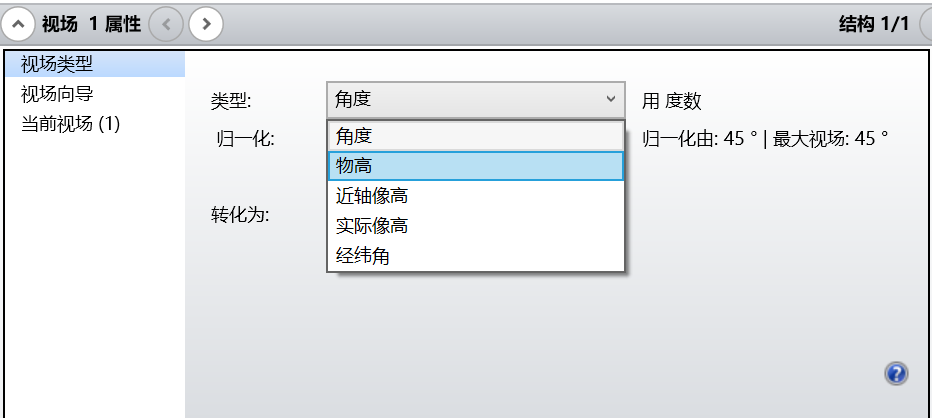 视场 1 属性
结构 1/1
视场类型
视场向导
当前视场 (1)
类型:
角度
用 度数
归一化:
角度
归一化由: 45 ° | 最大视场: 45 °
物高
近轴像高
转化为:
实际像高
经纬角
?